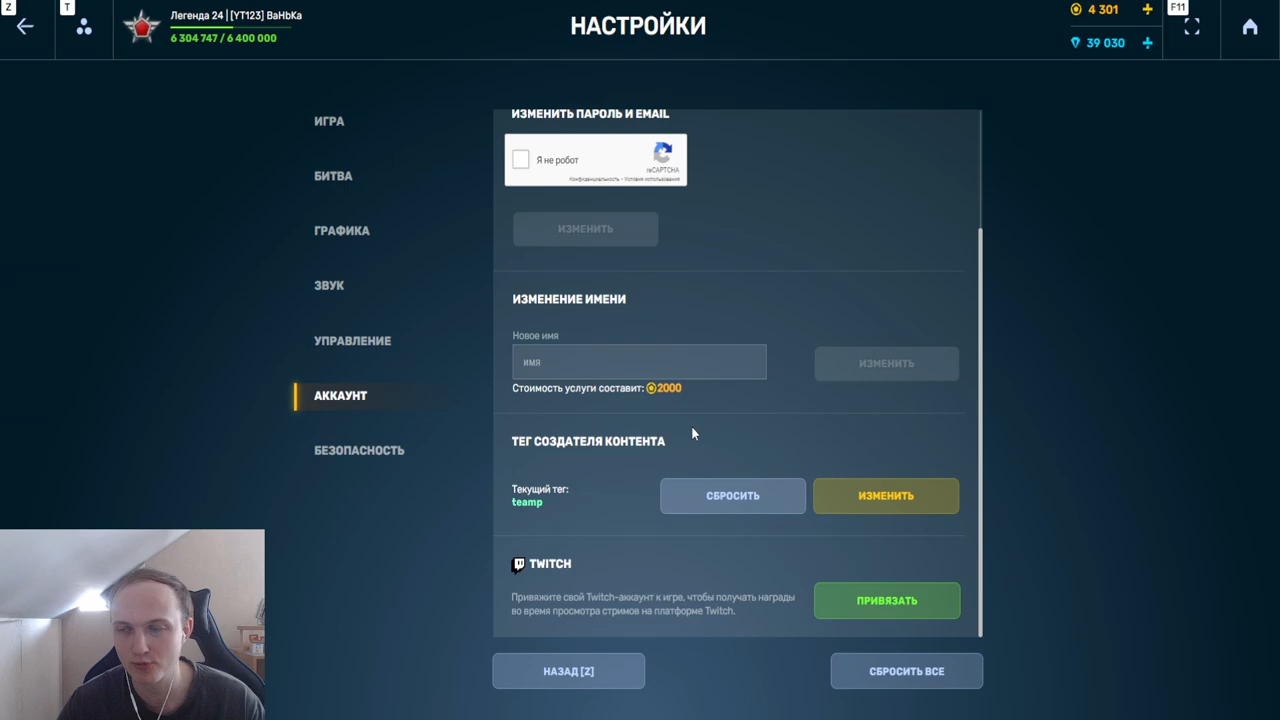 Z
T
Легенда 24 | [YT123] BaHbKa
6 304 747 / 6 400 000
НАСТРОЙКИ
4 301
39 030
F11
ИГРА
БИТВА
ГРАФИКА
ЗВУК
УПРАВЛЕНИЕ
АККАУНТ
БЕЗОПАСНОСТЬ
ИЗМЕНИТЬ ПАРОЛЬ И EMAIL
Я не робот
reCAPTCHA
Конфиденциальность - Условия использования
ИЗМЕНИТЬ
ИЗМЕНЕНИЕ ИМЕНИ
Новое имя
имя
ИЗМЕНИТЬ
Стоимость услуги составит: 2000
ТЕГ СОЗДАТЕЛЯ КОНТЕНТА
Текущий тег:
teamp
СБРОСИТЬ
ИЗМЕНИТЬ
TWITCH
Привяжите свой Twitch-аккаунт к игре, чтобы получать награды
во время просмотра стримов на платформе Twitch.
ПРИВЯЗАТЬ
НАЗАД [Z]
СБРОСИТЬ ВСЕ